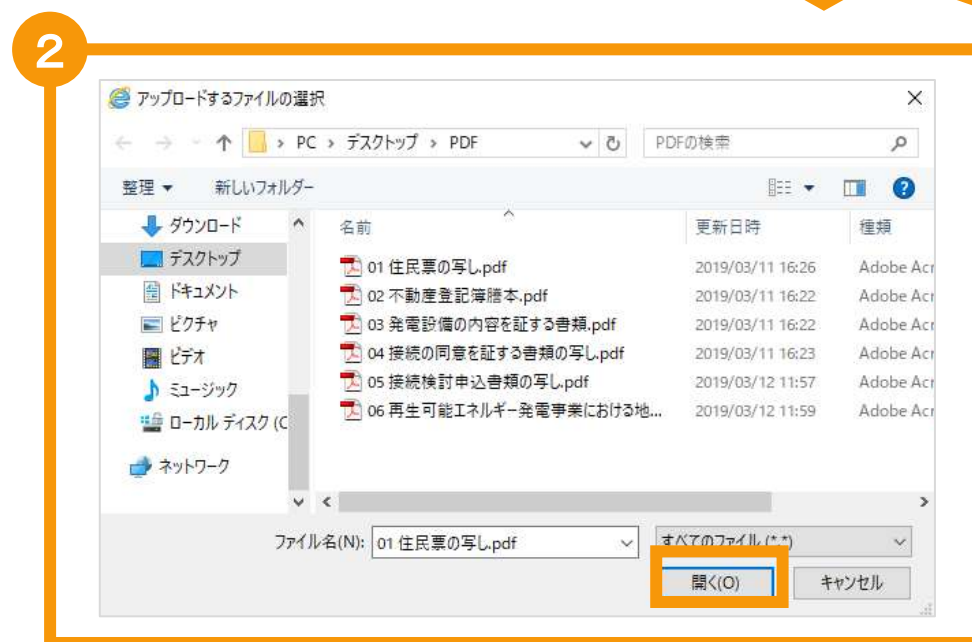 2
アップロードするファイルの選択
PC › デスクトップ › PDF
PDFの検索
整理 新しいフォルダー
ダウンロード
デスクトップ
ドキュメント
ピクチャ
ビデオ
ミュージック
ローカル ディスク (C
ネットワーク
名前 更新日時 種類
01 住民票の写し.pdf 2019/03/11 16:26 Adobe Acr
02 不動産登記簿謄本.pdf 2019/03/11 16:22 Adobe Acr
03 発電設備の内容を証する書類.pdf 2019/03/11 16:22 Adobe Acr
04 接続の同意を証する書類の写し.pdf 2019/03/11 16:23 Adobe Acr
05 接続検討申込書類の写し.pdf 2019/03/12 11:57 Adobe Acr
06 再生可能エネルギー発電事業における地... 2019/03/12 11:59 Adobe Acr
ファイル名(N): 01 住民票の写し.pdf すべてのファイル (*.*)
開く(O) キャンセル